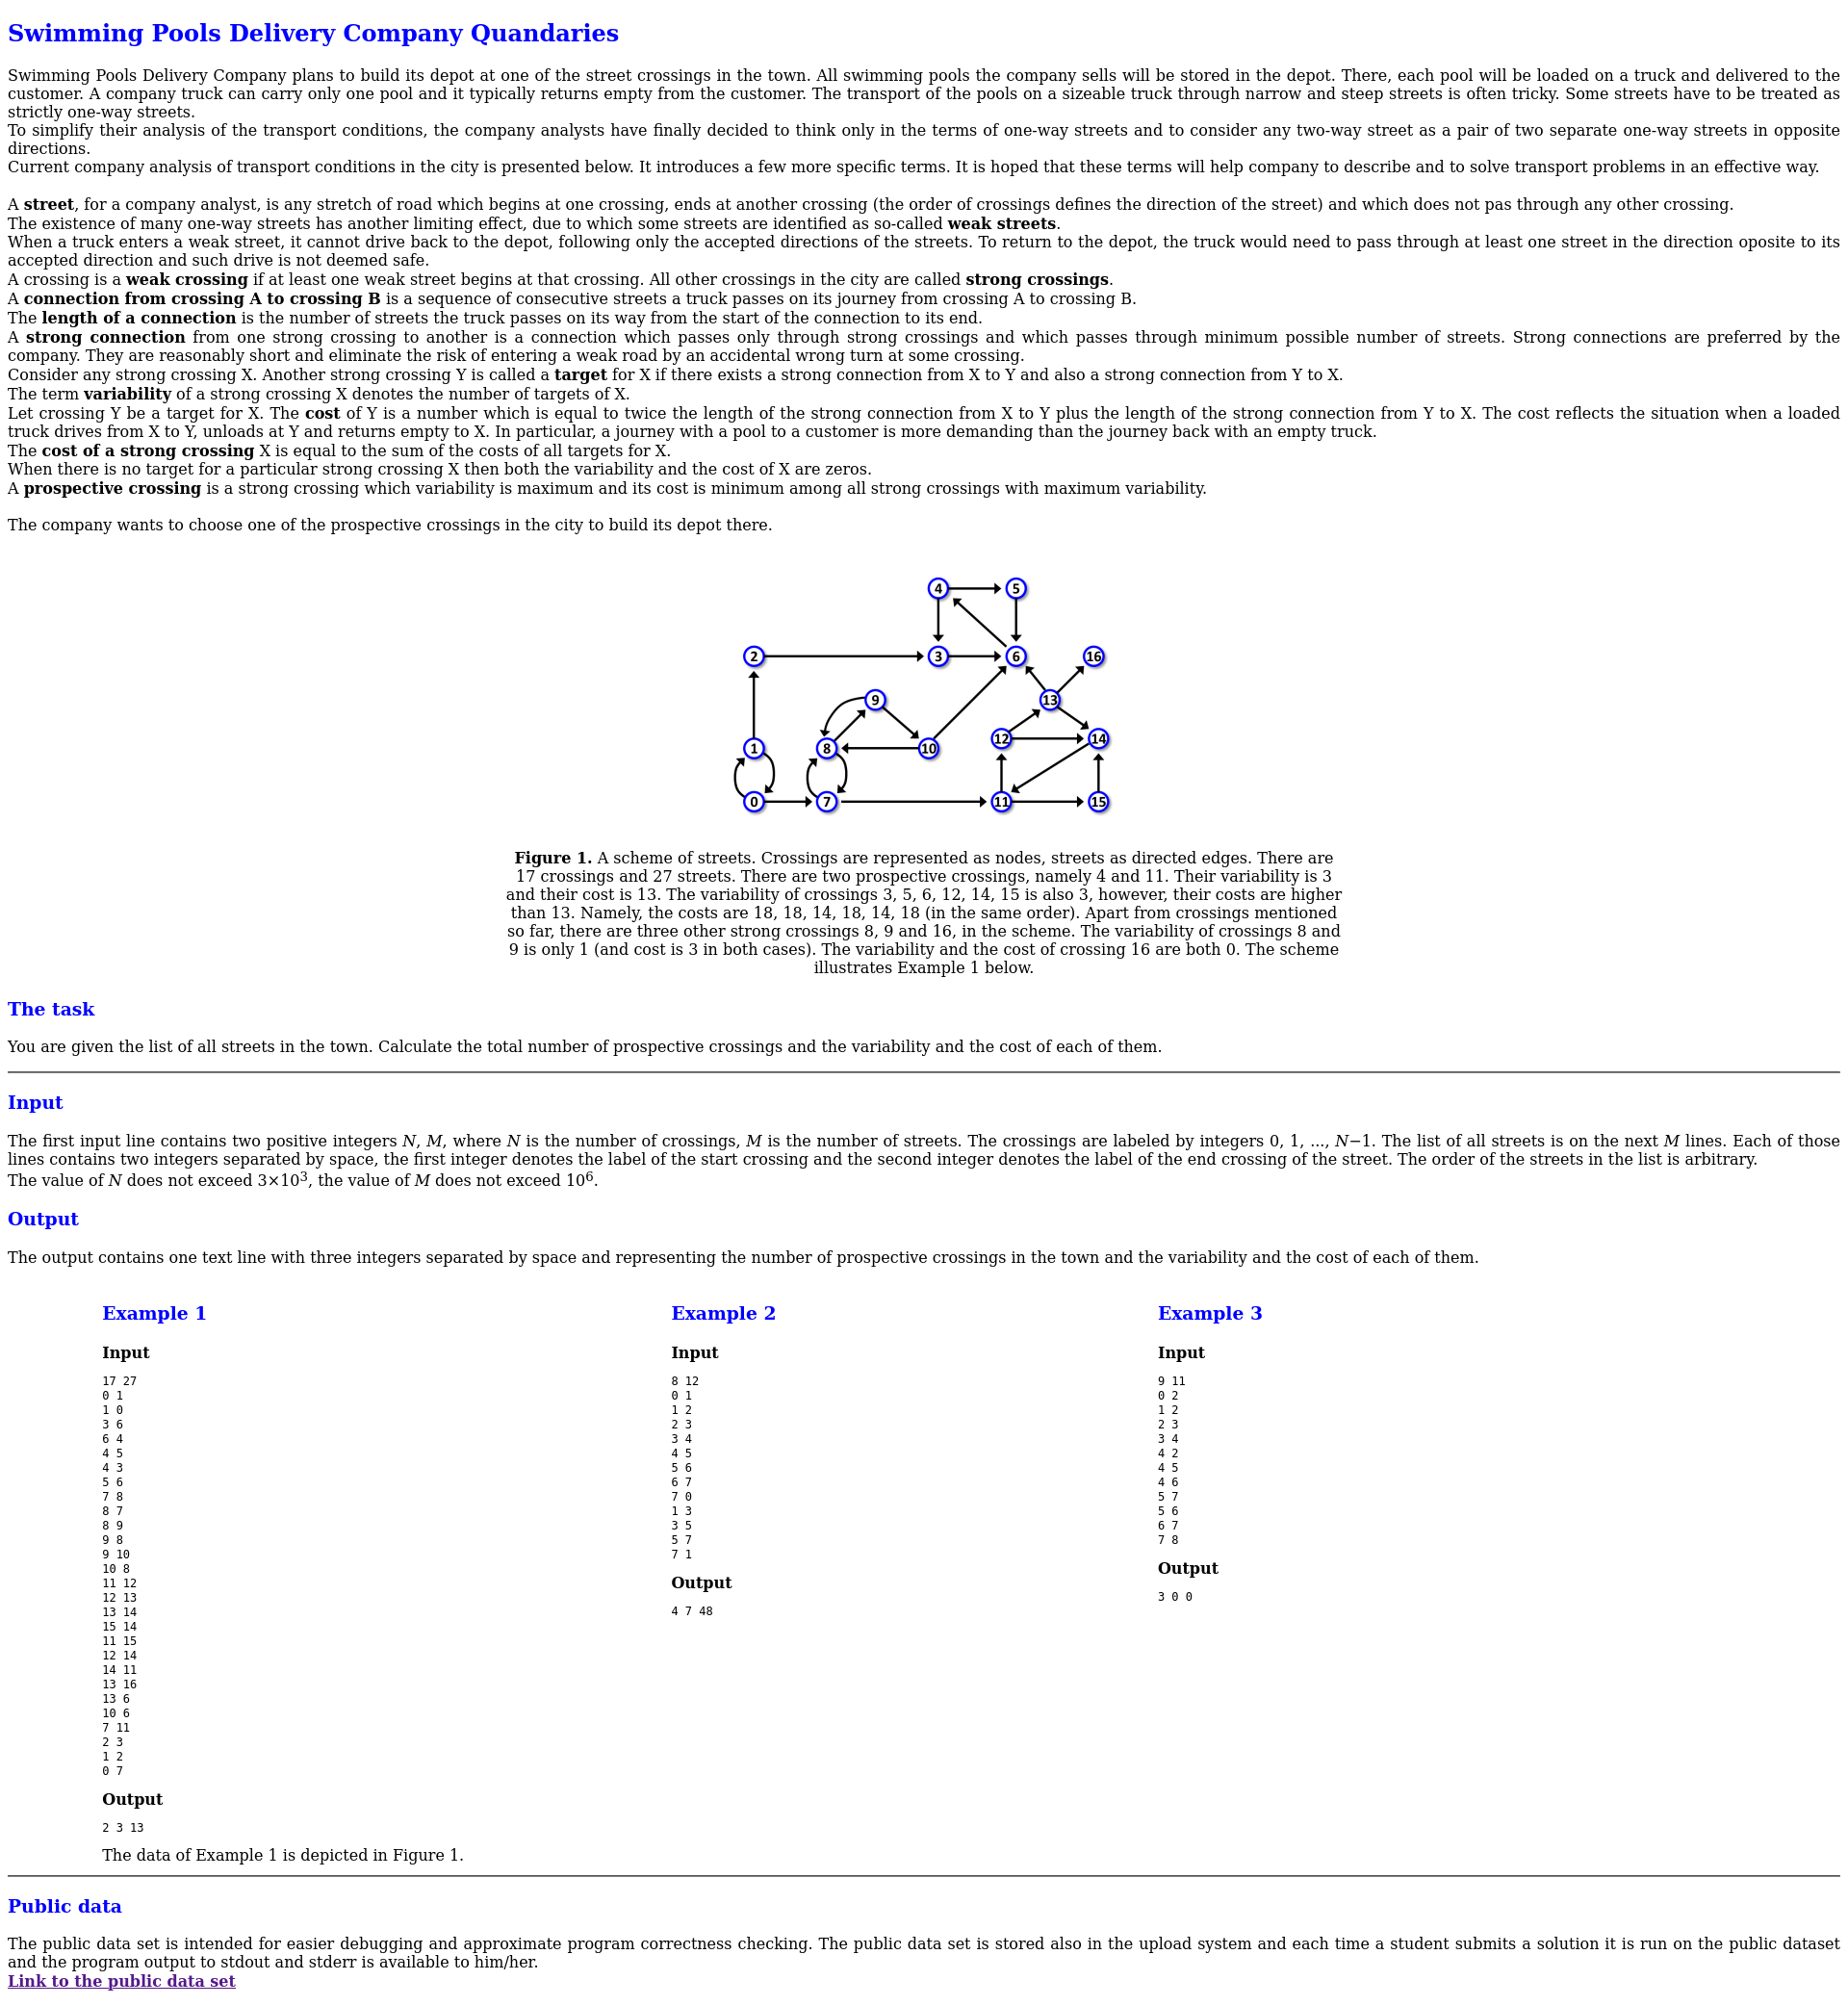 Swimming Pools Delivery Company Quandaries
Swimming Pools Delivery Company plans to build its depot at one of the street crossings in the town. All swimming pools the company sells will be stored in the depot. There, each pool will be loaded on a truck and delivered to the
customer. A company truck can carry only one pool and it typically returns empty from the customer. The transport of the pools on a sizeable truck through narrow and steep streets is often tricky. Some streets have to be treated as
strictly one-way streets.
To simplify their analysis of the transport conditions, the company analysts have finally decided to think only in the terms of one-way streets and to consider any two-way street as a pair of two separate one-way streets in opposite
directions.
Current company analysis of transport conditions in the city is presented below. It introduces a few more specific terms. It is hoped that these terms will help company to describe and to solve transport problems in an effective way.
A street, for a company analyst, is any stretch of road which begins at one crossing, ends at another crossing (the order of crossings defines the direction of the street) and which does not pas through any other crossing.
The existence of many one-way streets has another limiting effect, due to which some streets are identified as so-called weak streets.
When a truck enters a weak street, it cannot drive back to the depot, following only the accepted directions of the streets. To return to the depot, the truck would need to pass through at least one street in the direction oposite to its
accepted direction and such drive is not deemed safe.
A crossing is a weak crossing if at least one weak street begins at that crossing. All other crossings in the city are called strong crossings.
A connection from crossing A to crossing B is a sequence of consecutive streets a truck passes on its journey from crossing A to crossing B.
The length of a connection is the number of streets the truck passes on its way from the start of the connection to its end.
A strong connection from one strong crossing to another is a connection which passes only through strong crossings and which passes through minimum possible number of streets. Strong connections are preferred by the
company. They are reasonably short and eliminate the risk of entering a weak road by an accidental wrong turn at some crossing.
Consider any strong crossing X. Another strong crossing Y is called a target for X if there exists a strong connection from X to Y and also a strong connection from Y to X.
The term variability of a strong crossing X denotes the number of targets of X.
Let crossing Y be a target for X. The cost of Y is a number which is equal to twice the length of the strong connection from X to Y plus the length of the strong connection from Y to X. The cost reflects the situation when a loaded
truck drives from X to Y, unloads at Y and returns empty to X. In particular, a journey with a pool to a customer is more demanding than the journey back with an empty truck.
The cost of a strong crossing X is equal to the sum of the costs of all targets for X.
When there is no target for a particular strong crossing X then both the variability and the cost of X are zeros.
A prospective crossing is a strong crossing which variability is maximum and its cost is minimum among all strong crossings with maximum variability.
The company wants to choose one of the prospective crossings in the city to build its depot there.
4 5
2 3 6 16
9 13
12 14
1 8 10
0 7 11 15
Figure 1. A scheme of streets. Crossings are represented as nodes, streets as directed edges. There are
17 crossings and 27 streets. There are two prospective crossings, namely 4 and 11. Their variability is 3
and their cost is 13. The variability of crossings 3, 5, 6, 12, 14, 15 is also 3, however, their costs are higher
than 13. Namely, the costs are 18, 18, 14, 18, 14, 18 (in the same order). Apart from crossings mentioned
so far, there are three other strong crossings 8, 9 and 16, in the scheme. The variability of crossings 8 and
9 is only 1 (and cost is 3 in both cases). The variability and the cost of crossing 16 are both 0. The scheme
illustrates Example 1 below.
The task
You are given the list of all streets in the town. Calculate the total number of prospective crossings and the variability and the cost of each of them.
Input
The first input line contains two positive integers N, M, where N is the number of crossings, M is the number of streets. The crossings are labeled by integers 0, 1, ..., N−1. The list of all streets is on the next M lines. Each of those
lines contains two integers separated by space, the first integer denotes the label of the start crossing and the second integer denotes the label of the end crossing of the street. The order of the streets in the list is arbitrary.
The value of N does not exceed 3×10³, the value of M does not exceed 10⁶.
Output
The output contains one text line with three integers separated by space and representing the number of prospective crossings in the town and the variability and the cost of each of them.
Example 1
Input
17 27
0 1
1 0
3 6
6 4
4 5
4 3
5 6
7 8
8 7
8 9
9 8
9 10
10 8
11 12
12 13
13 14
15 14
11 15
12 14
14 11
13 16
13 6
10 6
7 11
2 3
1 2
0 7
Output
2 3 13
The data of Example 1 is depicted in Figure 1.
Example 2
Input
8 12
0 1
1 2
2 3
3 4
4 5
5 6
6 7
7 0
1 3
3 5
5 7
7 1
Output
4 7 48
Example 3
Input
9 11
0 2
1 2
2 3
3 4
4 2
4 5
4 6
5 7
5 6
6 7
7 8
Output
3 0 0
Public data
The public data set is intended for easier debugging and approximate program correctness checking. The public data set is stored also in the upload system and each time a student submits a solution it is run on the public dataset
and the program output to stdout and stderr is available to him/her.
Link to the public data set